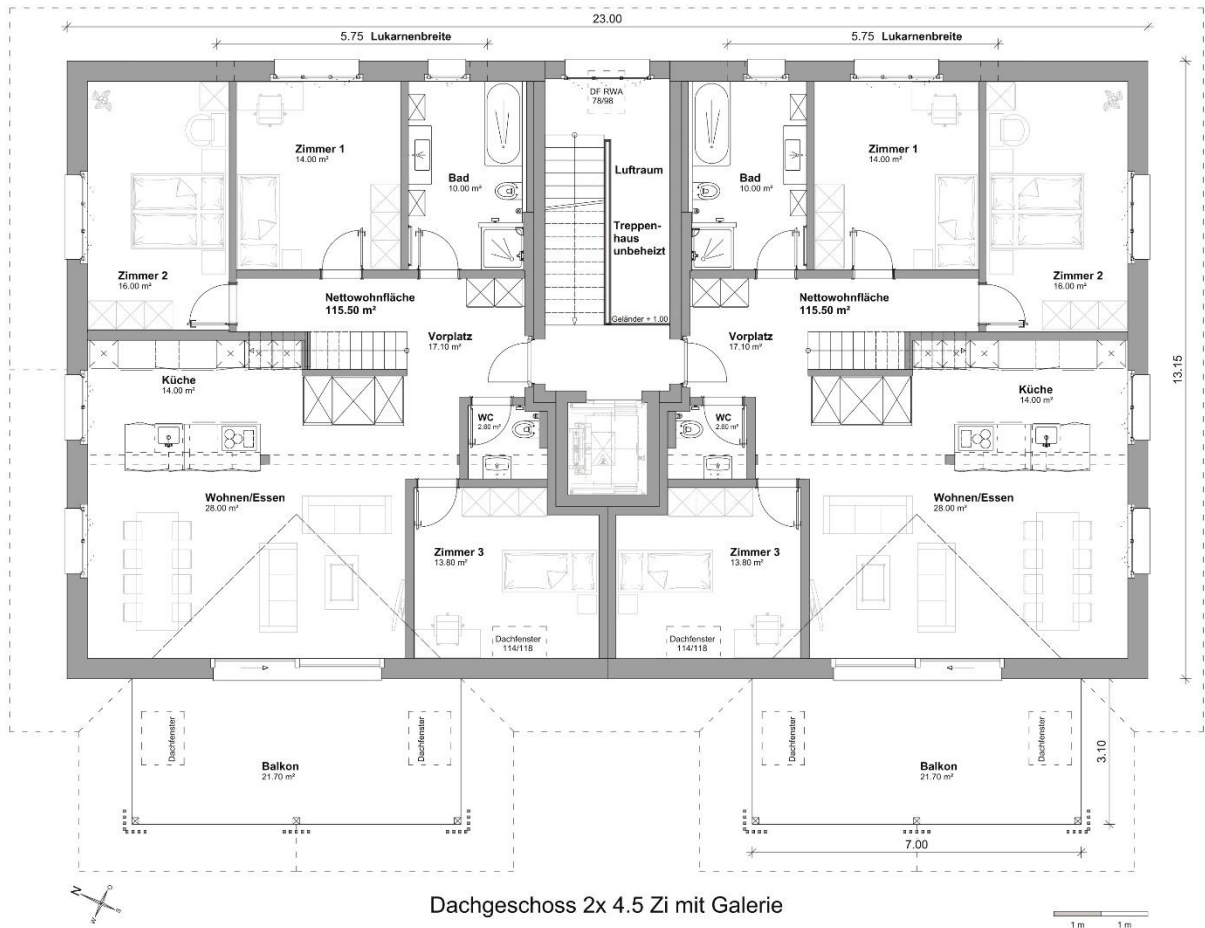 23.00
5.75 Lukarnenbreite
5.75 Lukarnenbreite
DF RWA
78/98
Zimmer 1
14.00 m²
Bad
10.00 m²
Luftraum
Treppen-
haus
unbeheizt
Geländer + 1.00
Bad
10.00 m²
Zimmer 1
14.00 m²
Zimmer 2
16.00 m²
Zimmer 2
16.00 m²
Nettowohnfläche
115.50 m²
Nettowohnfläche
115.50 m²
Vorplatz
17.10 m²
Vorplatz
17.10 m²
13.15
Küche
14.00 m²
Küche
14.00 m²
WC
2.60 m²
WC
2.60 m²
Wohnen/Essen
28.00 m²
Wohnen/Essen
28.00 m²
Zimmer 3
13.80 m²
Zimmer 3
13.80 m²
Dachfenster
114/118
Dachfenster
114/118
Dachfenster
Dachfenster
Dachfenster
Dachfenster
Balkon
21.70 m²
Balkon
21.70 m²
3.10
7.00
N
O
S
W
Dachgeschoss 2x 4.5 Zi mit Galerie
1 m
1 m